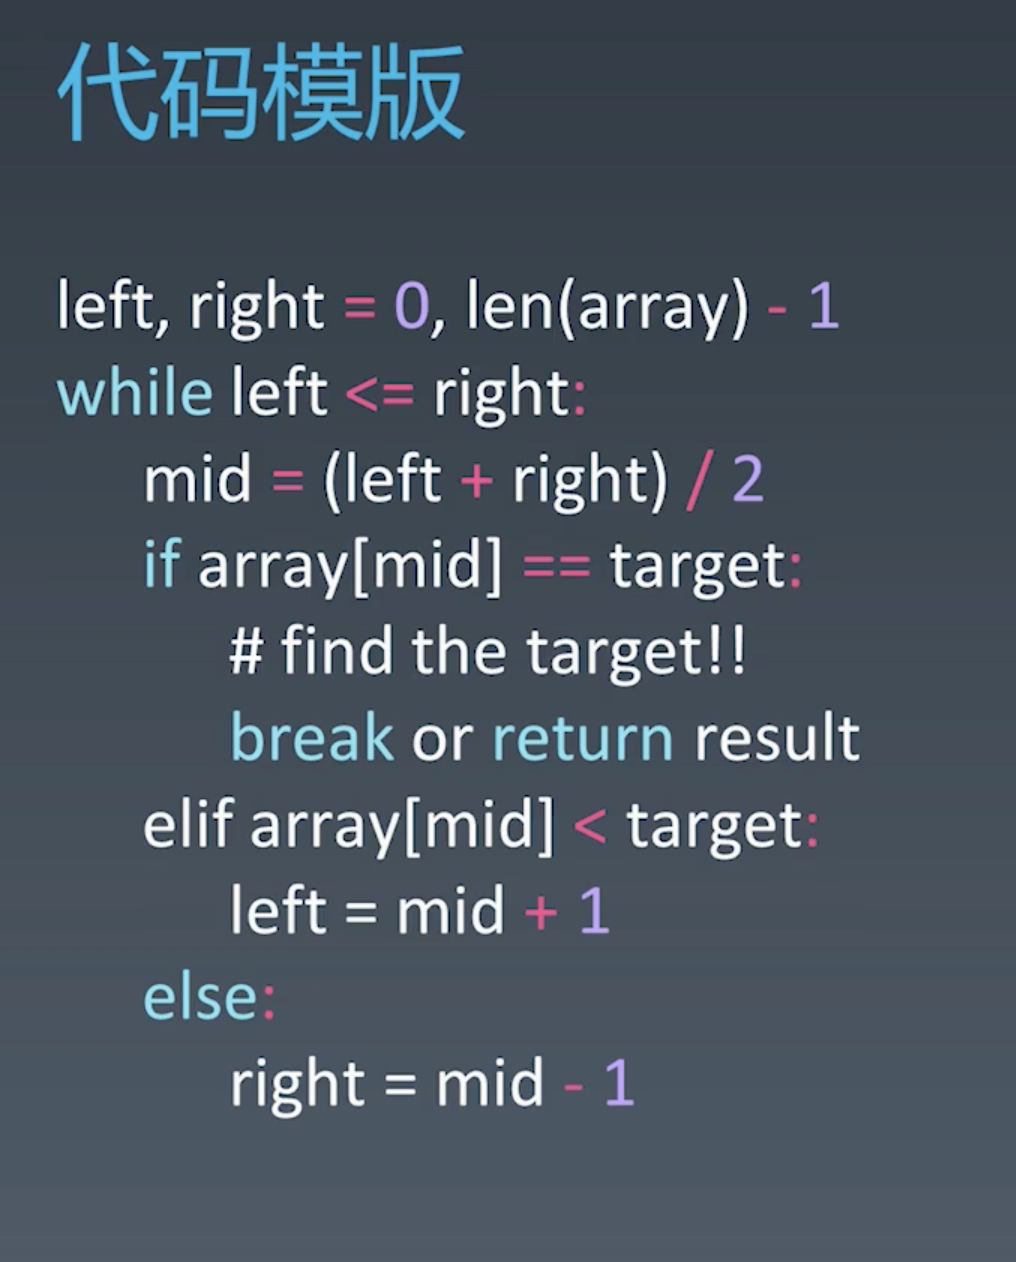 代码模版
left, right = 0, len(array) - 1
while left <= right:
    mid = (left + right) / 2
    if array[mid] == target:
        # find the target!!
        break or return result
    elif array[mid] < target:
        left = mid + 1
    else:
        right = mid - 1